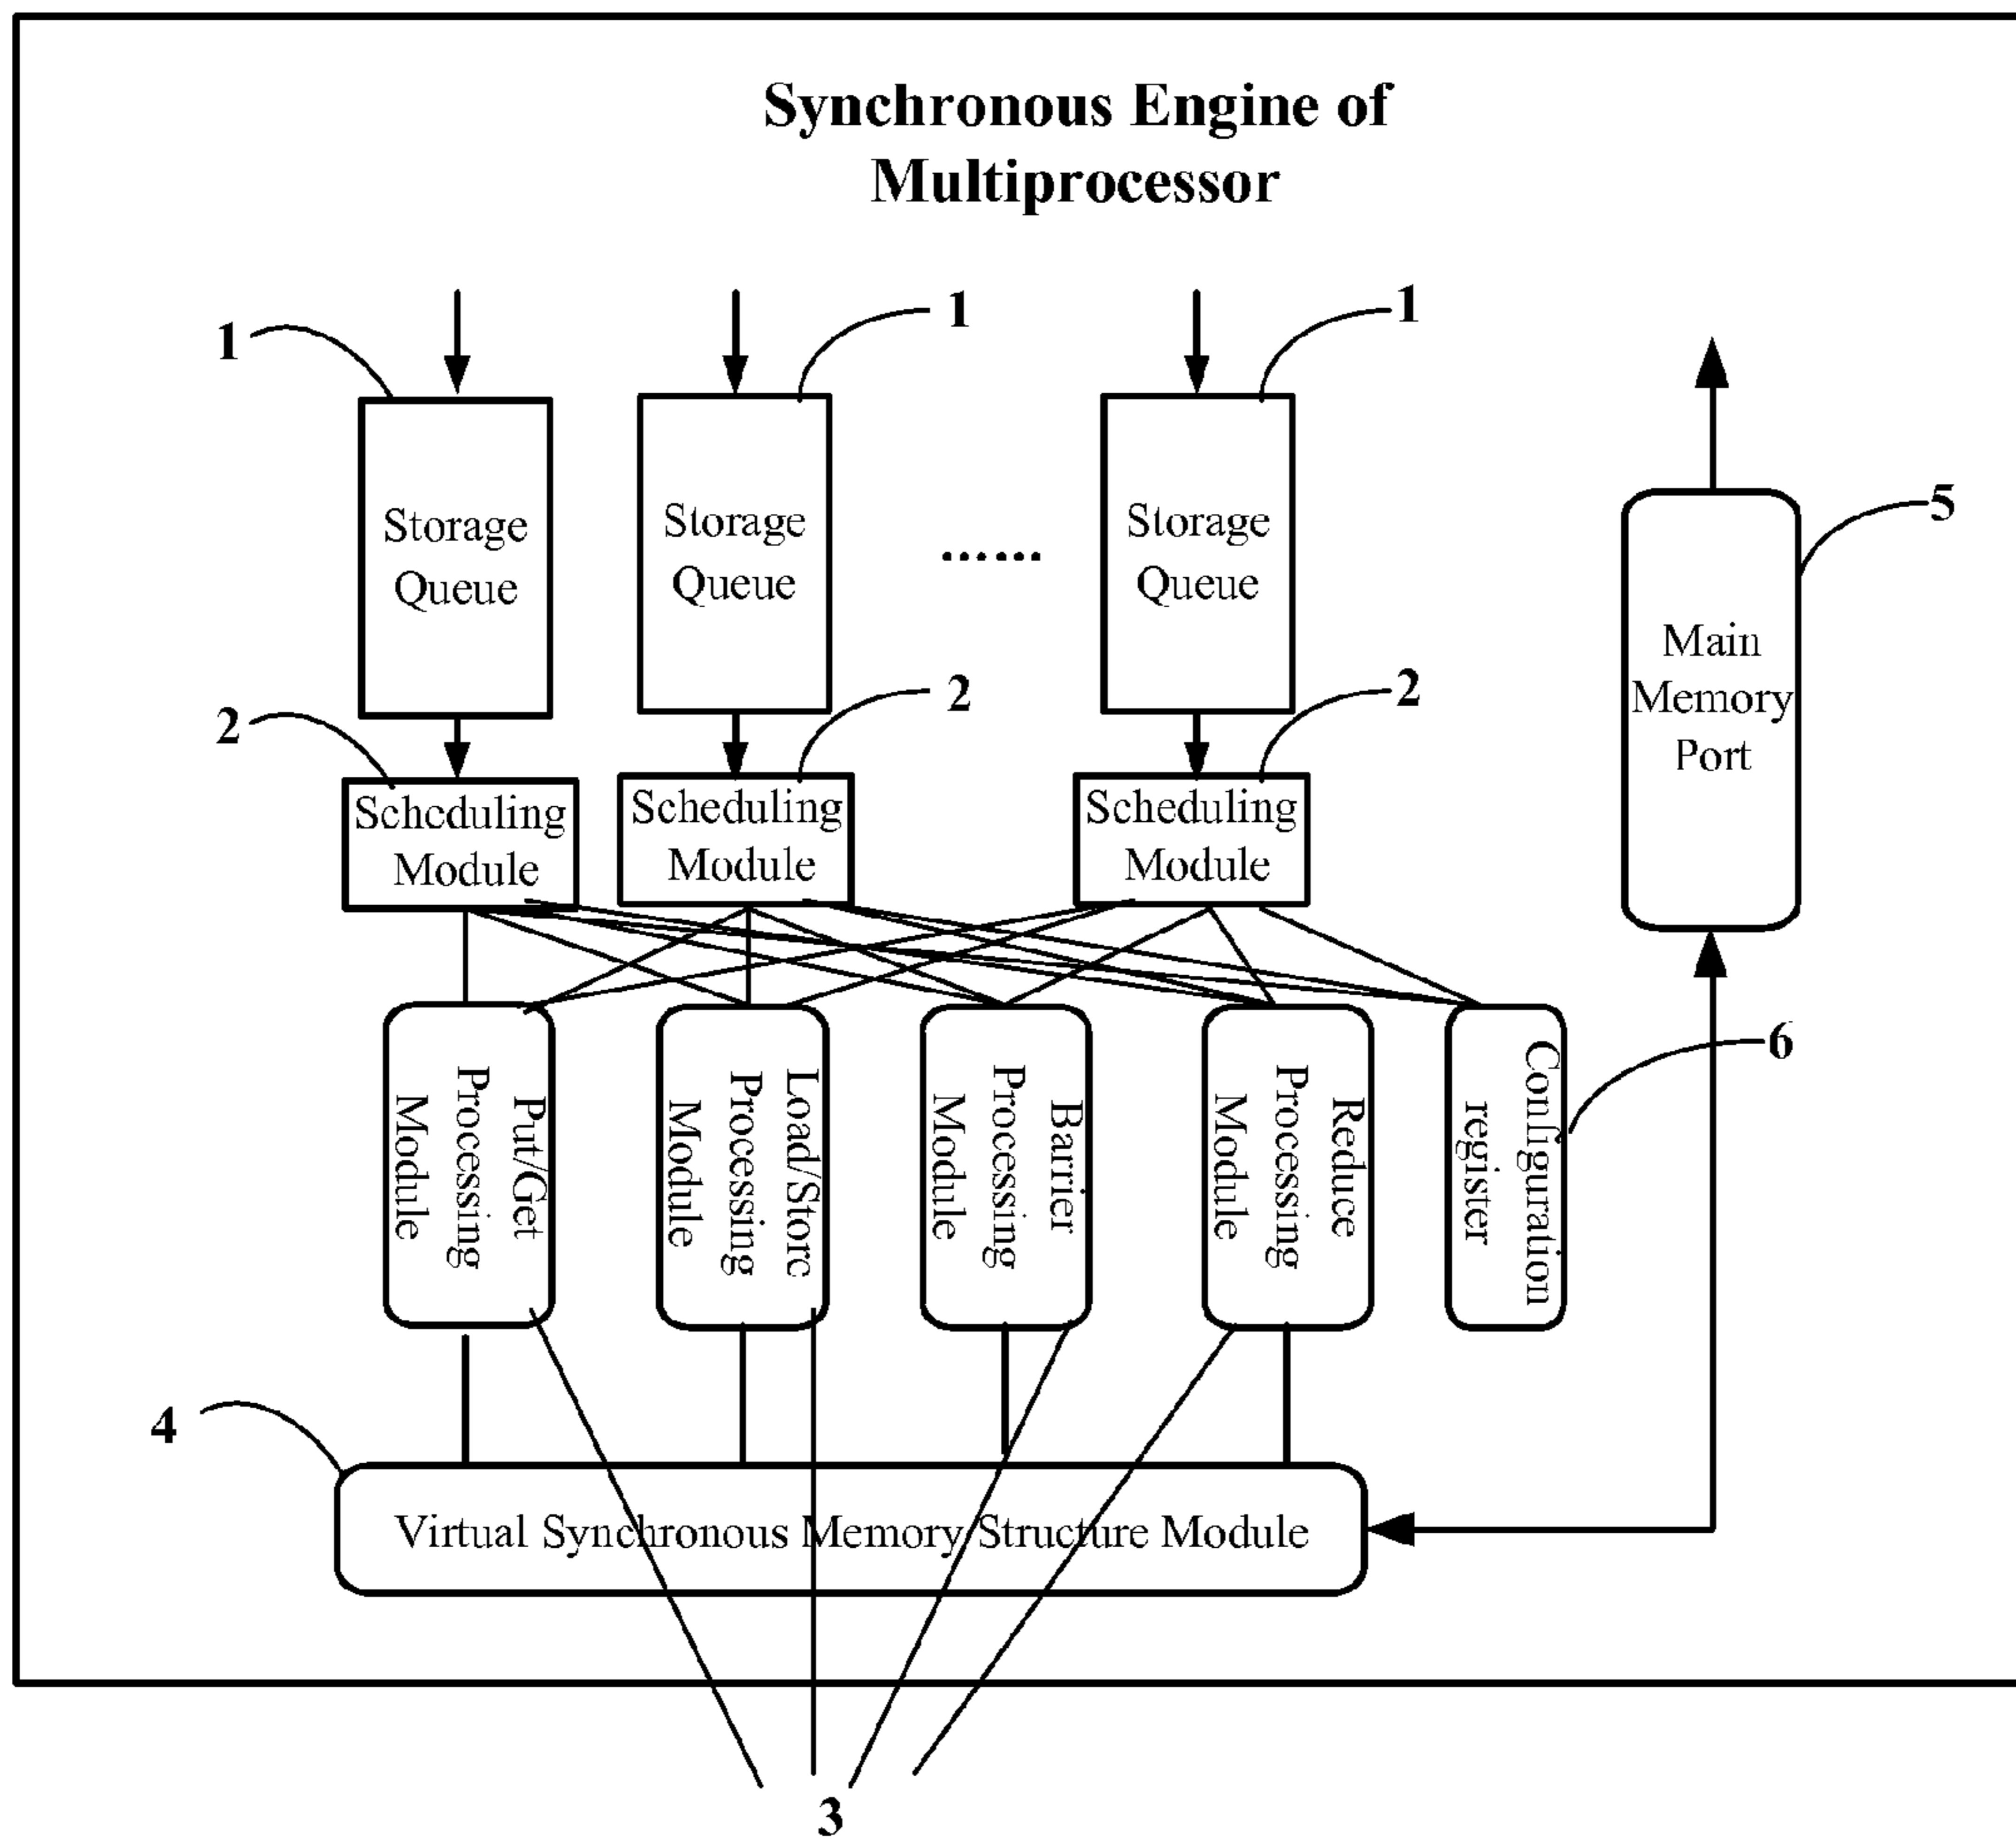 Synchronous Engine of
Multiprocessor
1
1
1
Storage
Queue
Storage
Queue
......
Storage
Queue
5
Main
Memory
Port
2
2
2
Scheduling
Module
Scheduling
Module
Scheduling
Module
Put/Get
Processing
Module
Load/Store
Processing
Module
Barrier
Processing
Module
Reduce
Processing
Module
Configuration
register
6
4
Virtual Synchronous Memory Structure Module
3